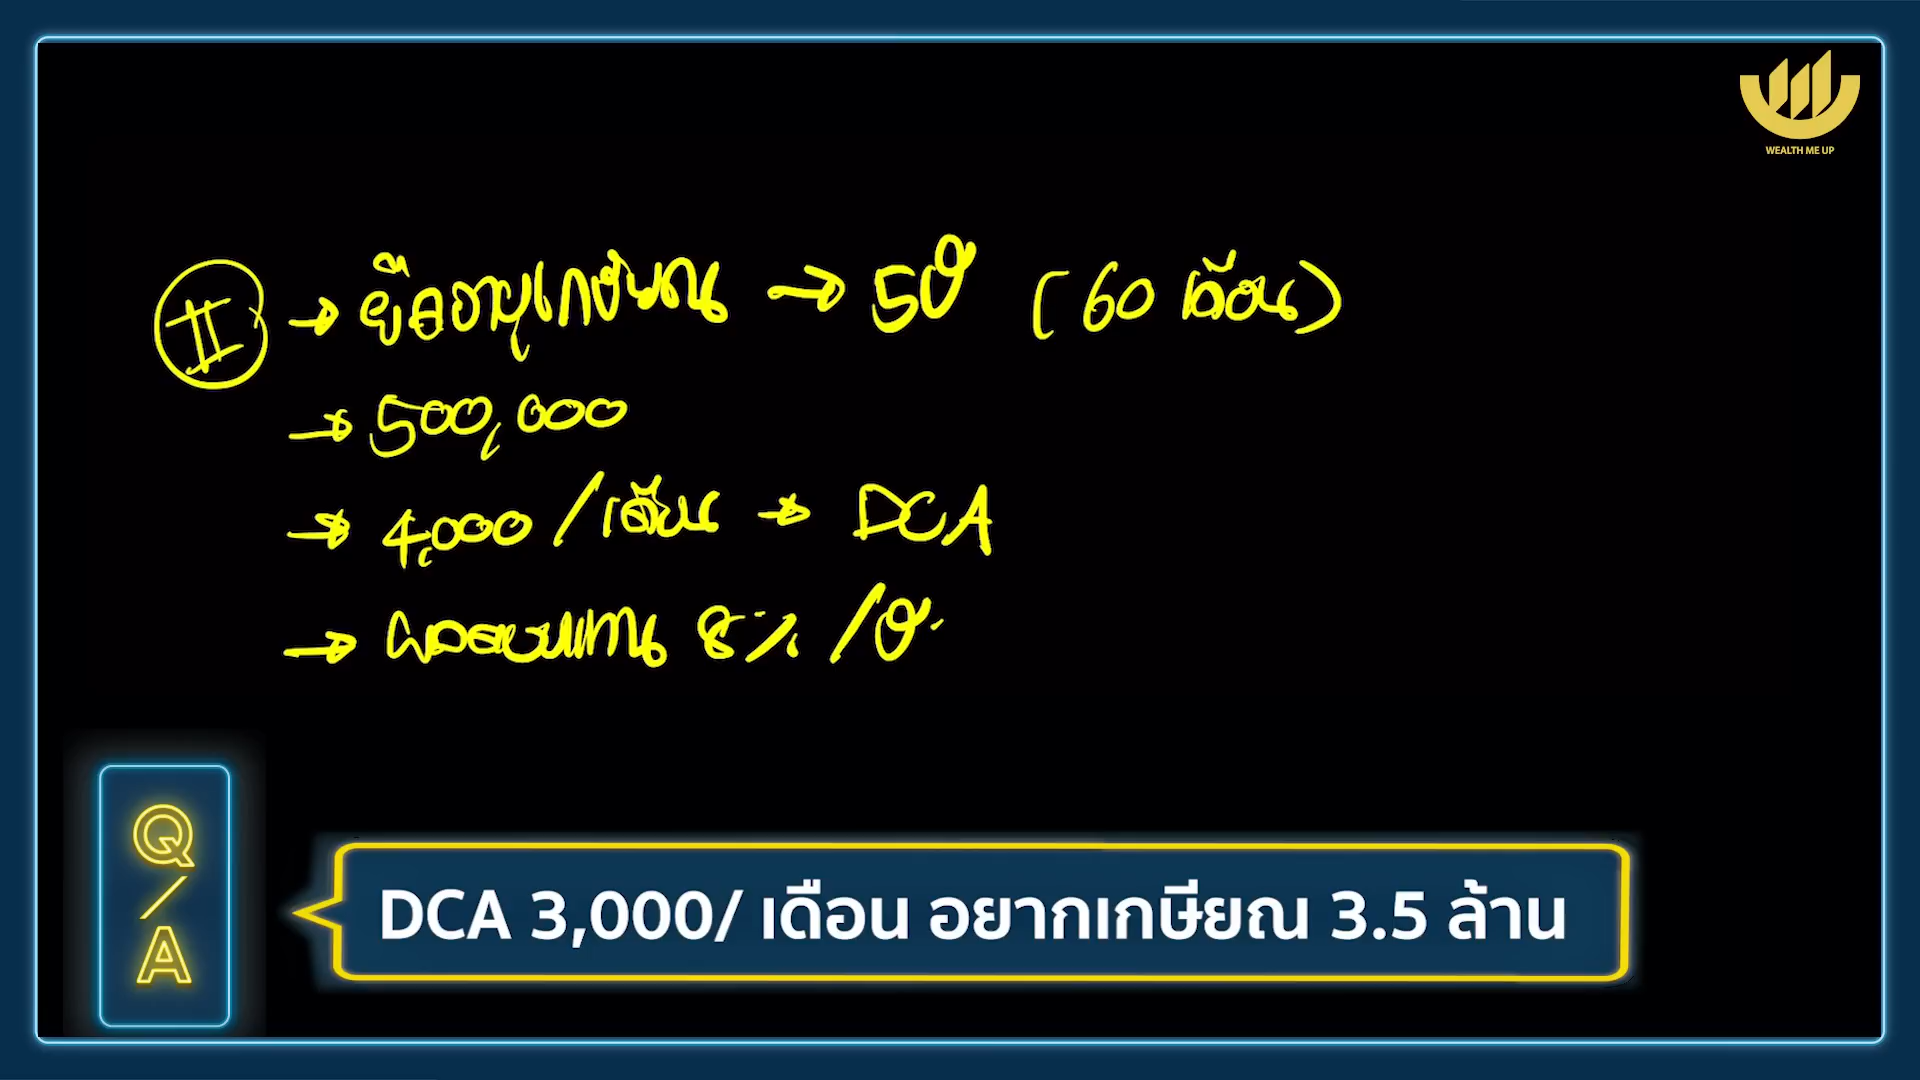 WEALTH ME UP
II → ยืดอายุเกษียณ → 5ปี (60 เดือน)
→ 500,000
→ 4,000 /เดือน → DCA
→ ผลตอบแทน 8% /ปี
Q/A
DCA 3,000/ เดือน อยากเกษียณ 3.5 ล้าน